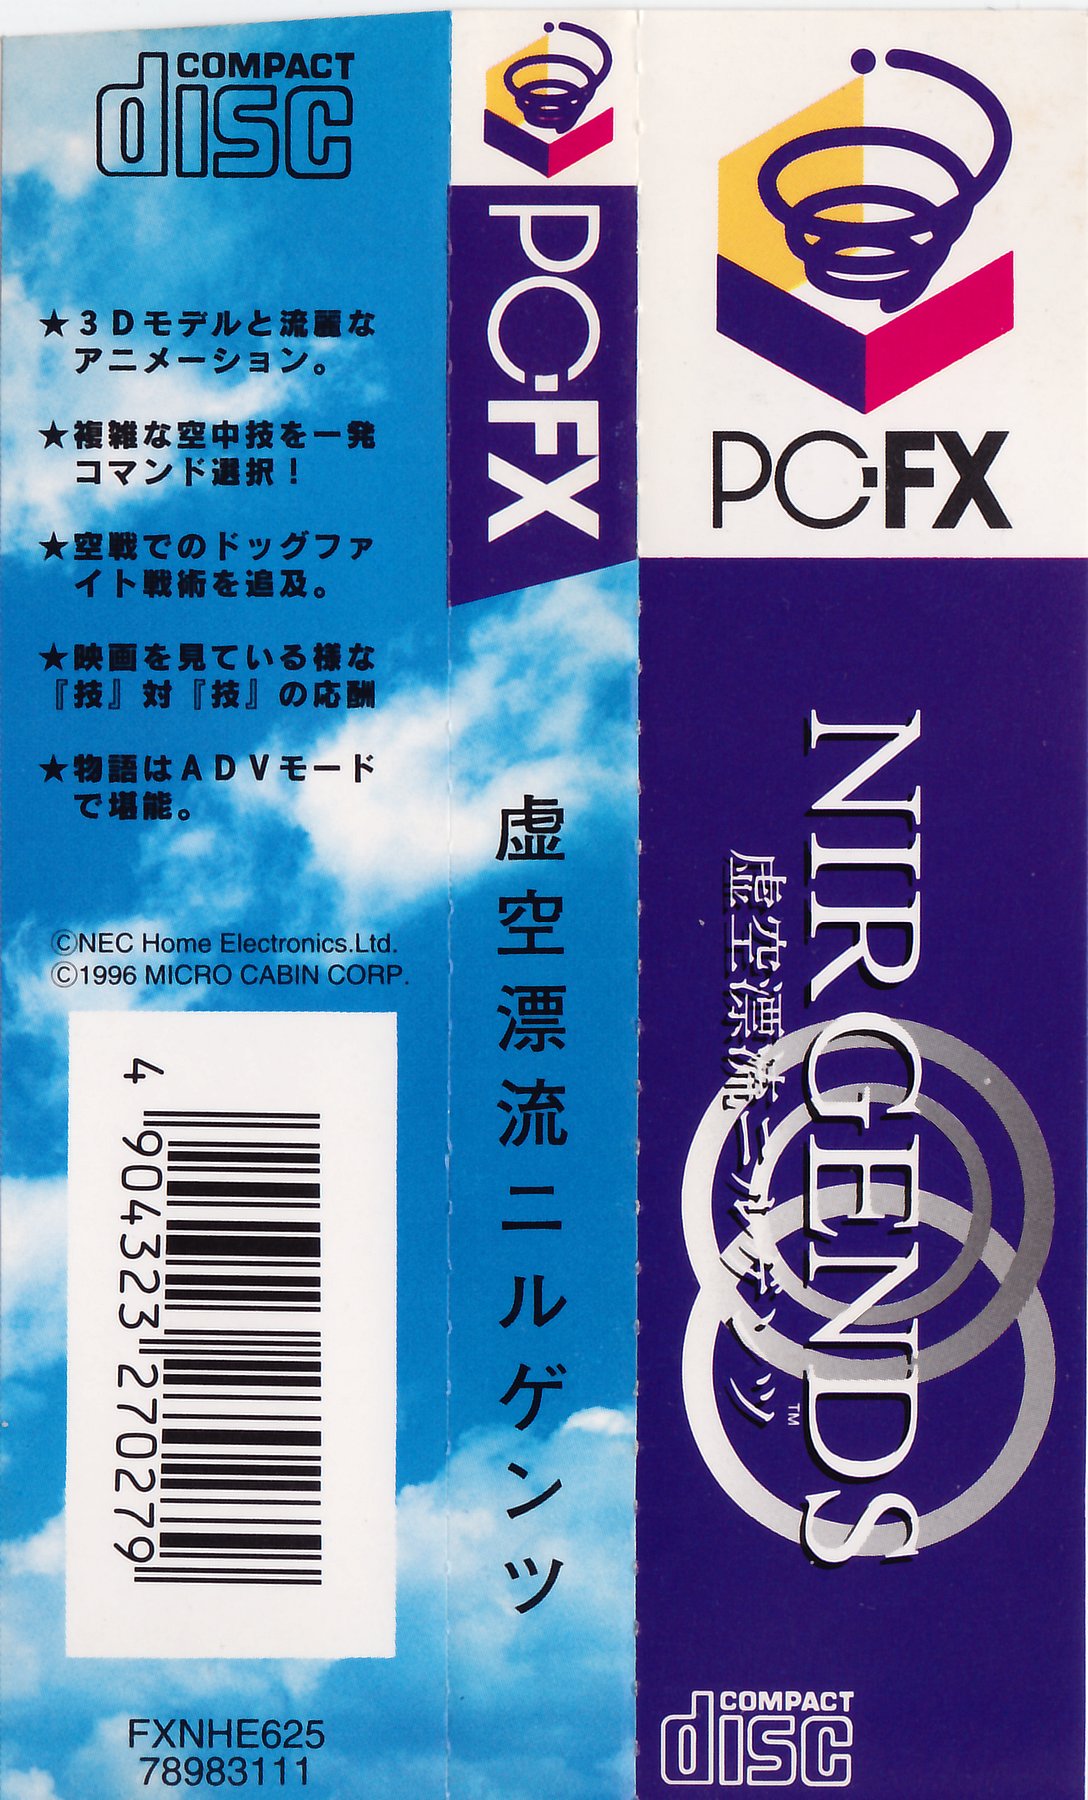 COMPACT
disc
★3Dモデルと流麗な
アニメーション。
★複雑な空中技を一発
コマンド選択！
★空戦でのドッグファ
イト戦術を追及。
★映画を見ている様な
『技』対『技』の応酬
★物語はADVモード
で堪能。
©NEC Home Electronics.Ltd.
©1996 MICRO CABIN CORP.
4 904323 270279
FXNHE625
78983111
PC-FX
虚空漂流ニルゲンツ
PC-FX
NIRGENDS
虚空漂流ニルゲンツ
TM
COMPACT
disc